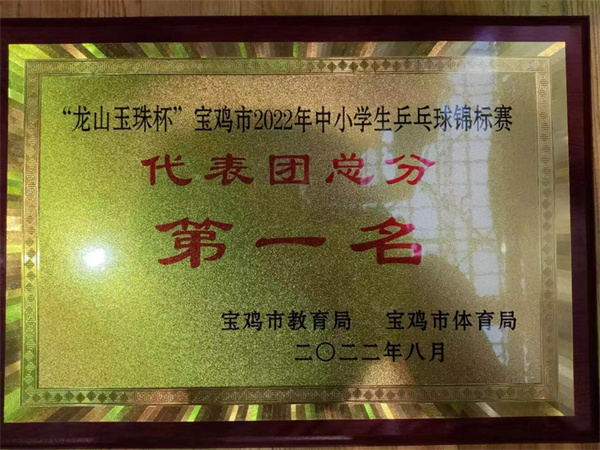 “龙山玉珠杯”宝鸡市2022年中小学生乒乓球锦标赛
代表团总分
第一名
宝鸡市教育局 宝鸡市体育局
二〇二二年八月